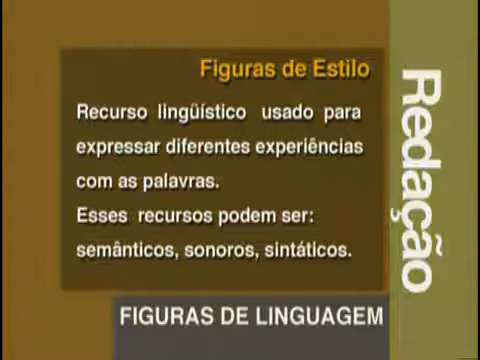 Figuras de Estilo
Recurso lingüístico usado para
expressar diferentes experiências
com as palavras.
Esses recursos podem ser:
semânticos, sonoros, sintáticos.
Redação
FIGURAS DE LINGUAGEM